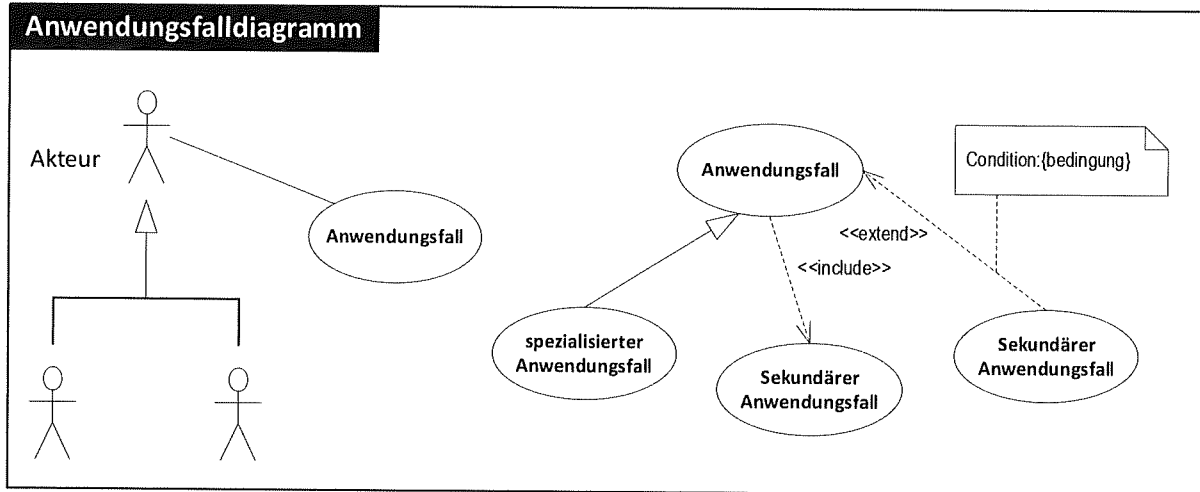 Anwendungsfalldiagramm
Akteur
Anwendungsfall
Anwendungsfall
Condition:{bedingung}
<<extend>>
<<include>>
spezialisierter
Anwendungsfall
Sekundärer
Anwendungsfall
Sekundärer
Anwendungsfall